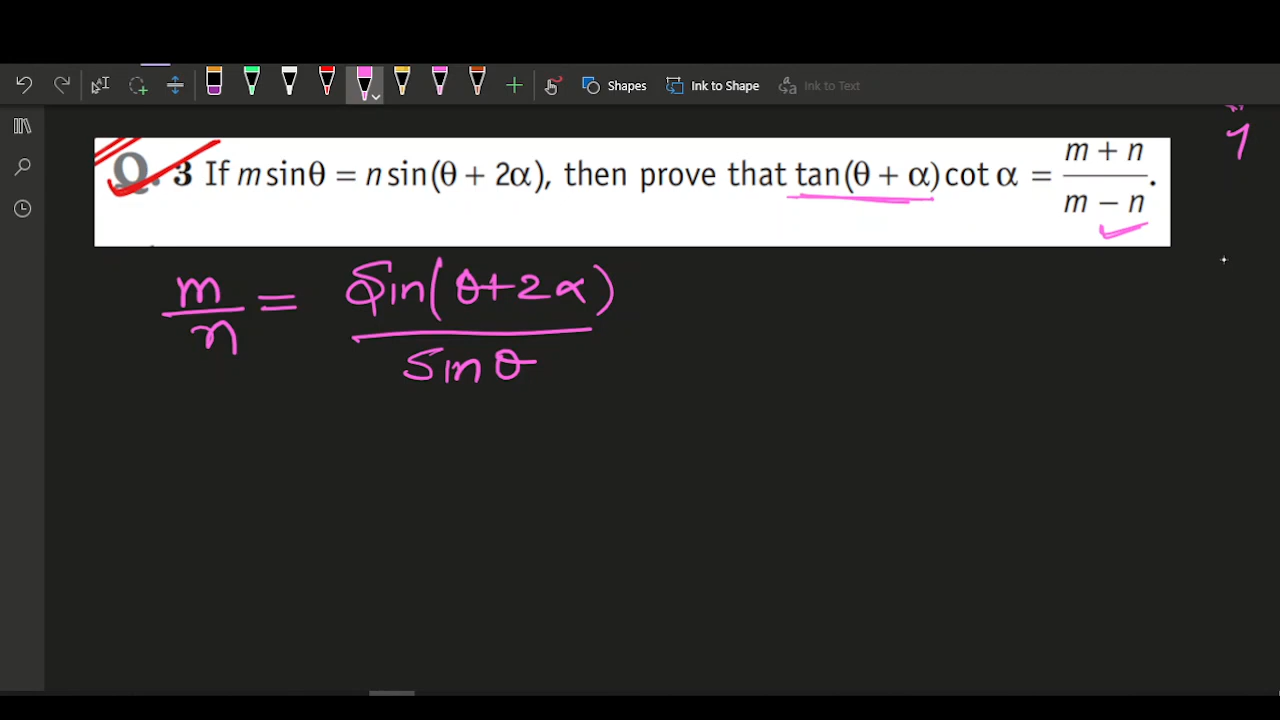 Shapes Ink to Shape Ink to Text
Q. 3 If m sinθ = n sin(θ + 2α), then prove that tan(θ + α)cot α = (m + n)/(m − n).
m/n = Sin(θ+2α)/sinθ